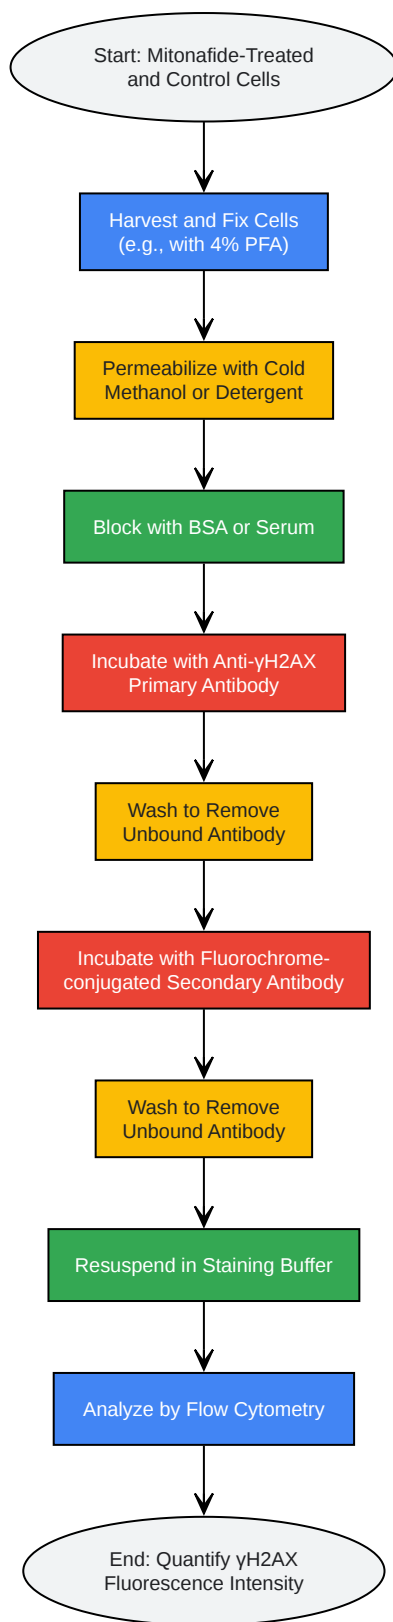 Start: Mitonafide-Treated
and Control Cells
Harvest and Fix Cells
(e.g., with 4% PFA)
Permeabilize with Cold
Methanol or Detergent
Block with BSA or Serum
Incubate with Anti-γH2AX
Primary Antibody
Wash to Remove
Unbound Antibody
Incubate with Fluorochrome-
conjugated Secondary Antibody
Wash to Remove
Unbound Antibody
Resuspend in Staining Buffer
Analyze by Flow Cytometry
End: Quantify γH2AX
Fluorescence Intensity